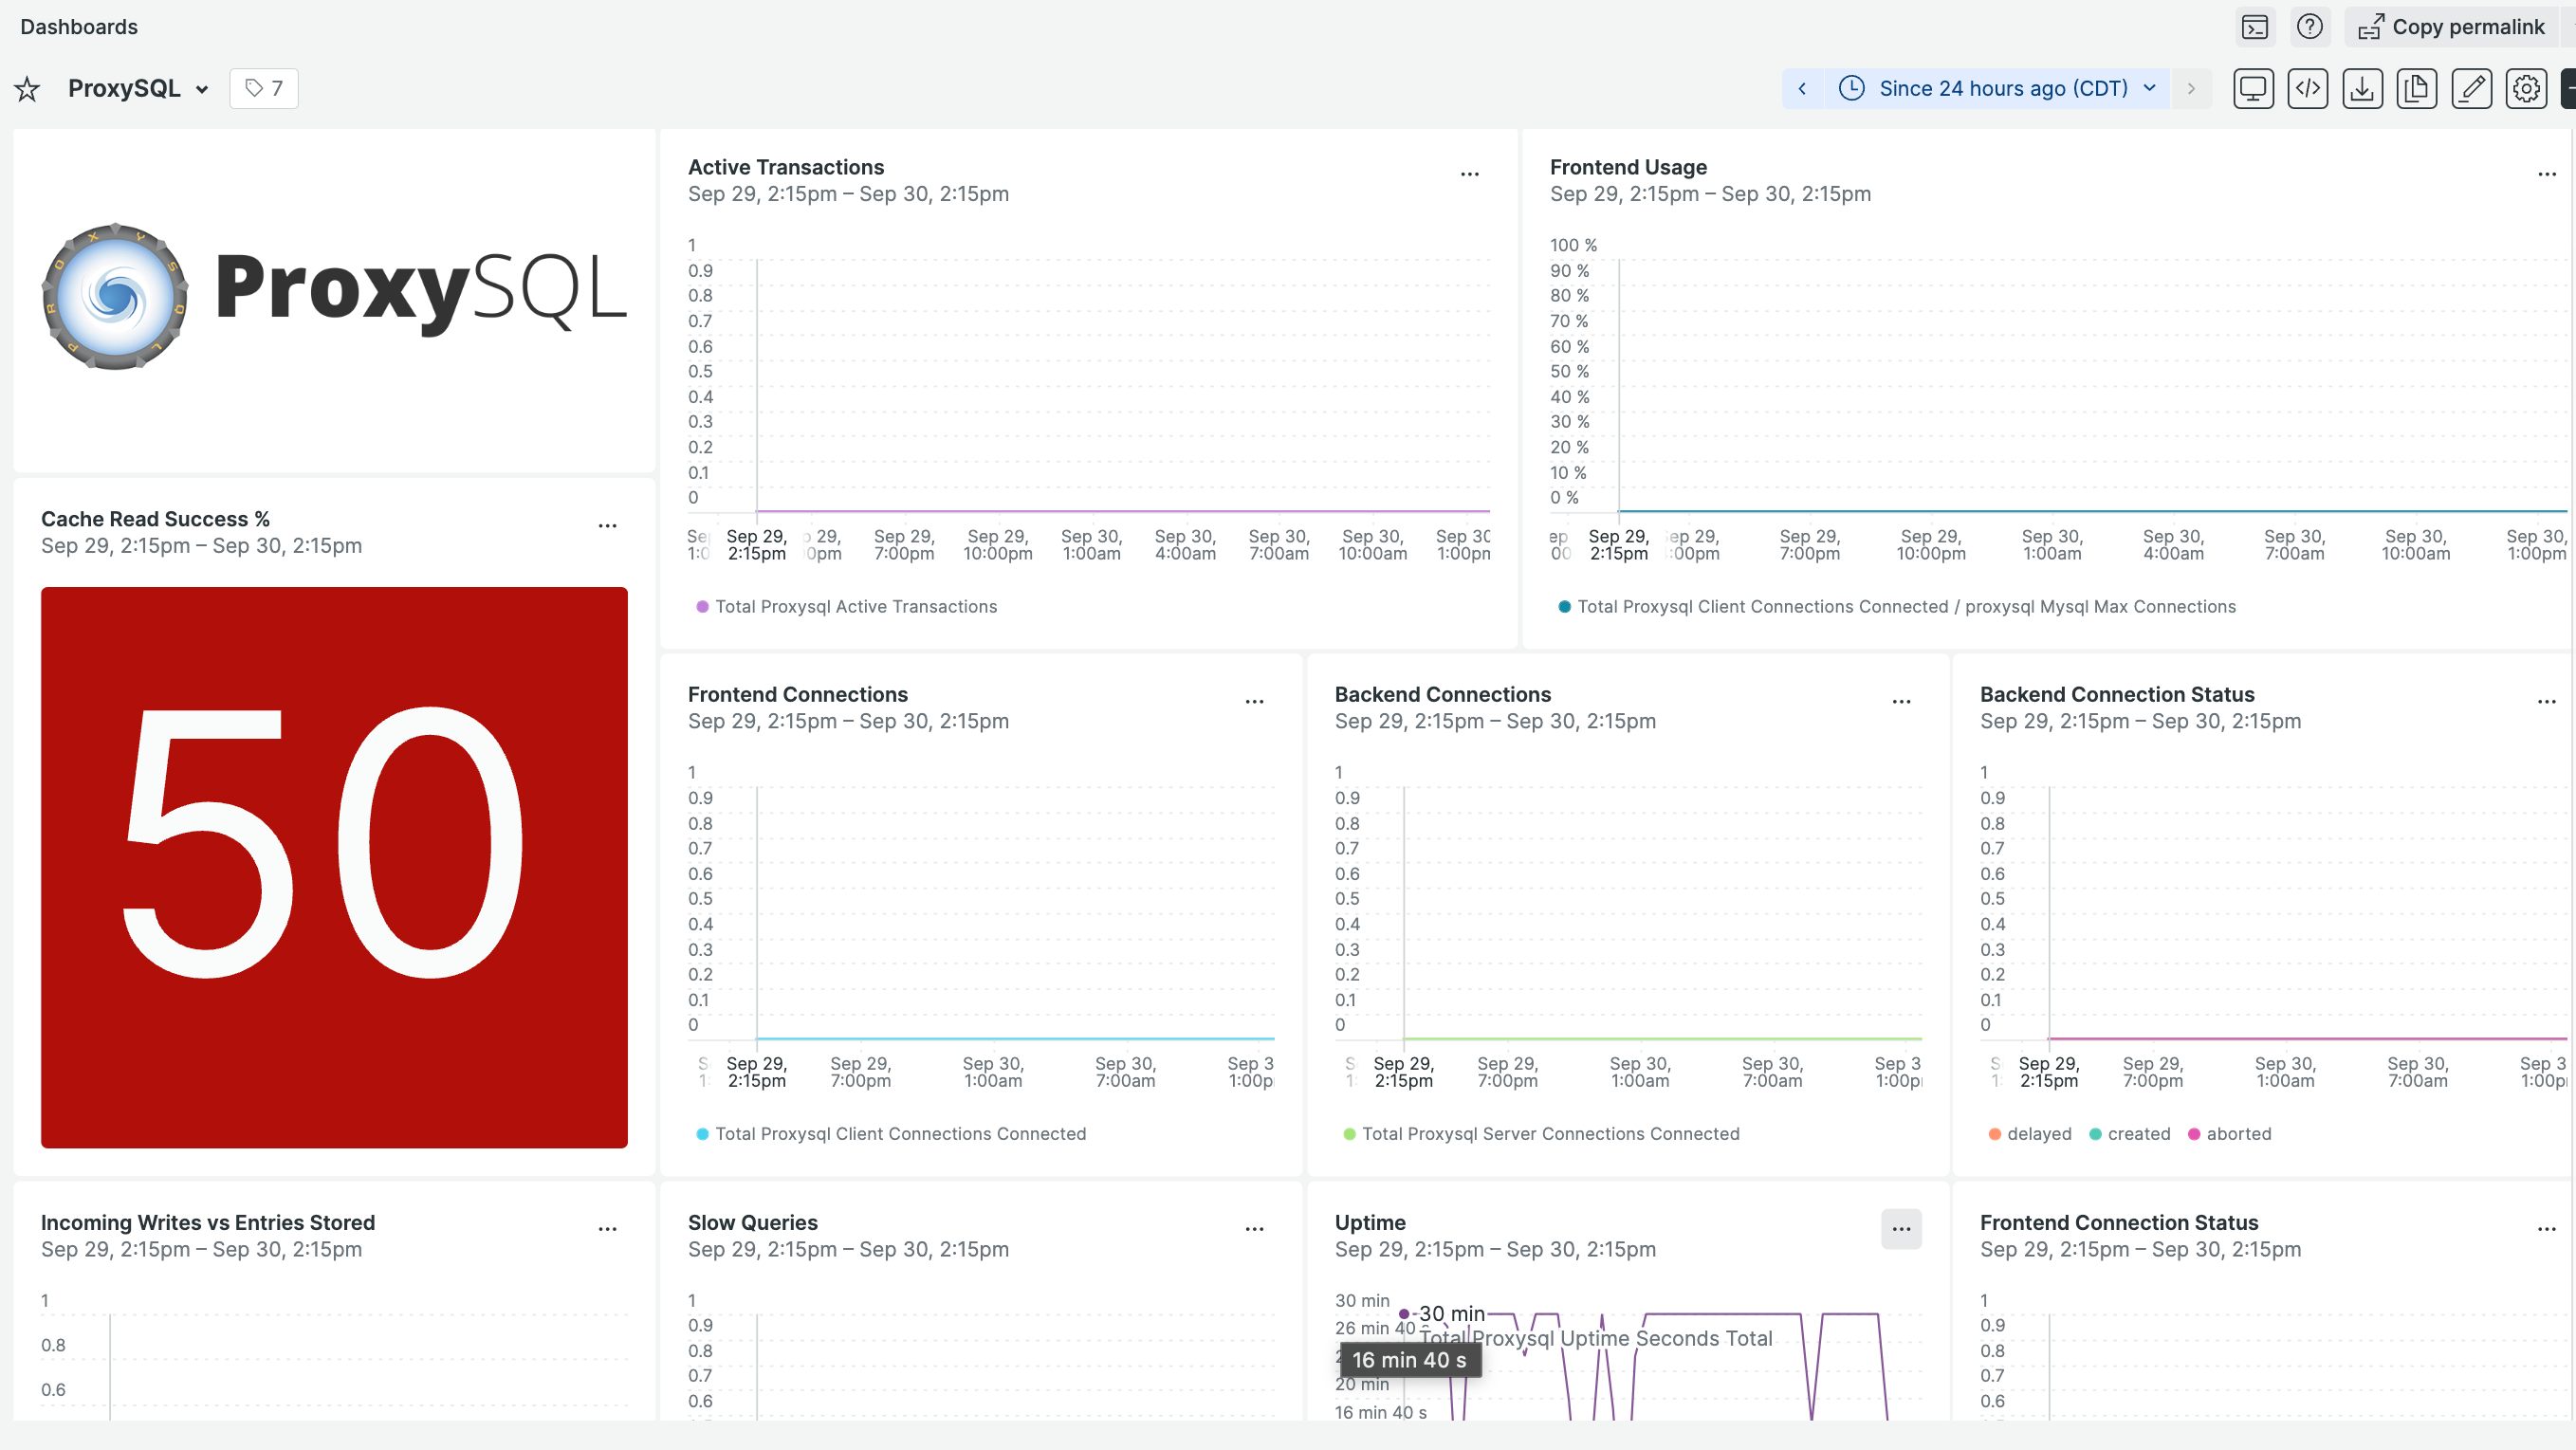 Dashboards
Copy permalink
ProxySQL
7
Since 24 hours ago (CDT)
ProxySQL
Active Transactions
Sep 29, 2:15pm – Sep 30, 2:15pm
1
0.9
0.8
0.7
0.6
0.5
0.4
0.3
0.2
0.1
0
Sep 29, 2:15pm
Sep 29, 7:00pm
Sep 29, 10:00pm
Sep 30, 1:00am
Sep 30, 4:00am
Sep 30, 7:00am
Sep 30, 10:00am
Sep 30, 1:00pm
Total Proxysql Active Transactions
Frontend Usage
Sep 29, 2:15pm – Sep 30, 2:15pm
100 %
90 %
80 %
70 %
60 %
50 %
40 %
30 %
20 %
10 %
0 %
Sep 29, 2:15pm
Sep 29, 7:00pm
Sep 29, 10:00pm
Sep 30, 1:00am
Sep 30, 4:00am
Sep 30, 7:00am
Sep 30, 10:00am
Sep 30, 1:00pm
Total Proxysql Client Connections Connected / proxysql Mysql Max Connections
Cache Read Success %
Sep 29, 2:15pm – Sep 30, 2:15pm
50
Frontend Connections
Sep 29, 2:15pm – Sep 30, 2:15pm
1
0.9
0.8
0.7
0.6
0.5
0.4
0.3
0.2
0.1
0
Sep 29, 2:15pm
Sep 29, 7:00pm
Sep 30, 1:00am
Sep 30, 7:00am
Sep 3
1:00p
Total Proxysql Client Connections Connected
Backend Connections
Sep 29, 2:15pm – Sep 30, 2:15pm
1
0.9
0.8
0.7
0.6
0.5
0.4
0.3
0.2
0.1
0
Sep 29, 2:15pm
Sep 29, 7:00pm
Sep 30, 1:00am
Sep 30, 7:00am
Sep 3
1:00p
Total Proxysql Server Connections Connected
Backend Connection Status
Sep 29, 2:15pm – Sep 30, 2:15pm
1
0.9
0.8
0.7
0.6
0.5
0.4
0.3
0.2
0.1
0
Sep 29, 2:15pm
Sep 29, 7:00pm
Sep 30, 1:00am
Sep 30, 7:00am
Sep 3
1:00p
delayed created aborted
Incoming Writes vs Entries Stored
Sep 29, 2:15pm – Sep 30, 2:15pm
1
0.8
0.6
Slow Queries
Sep 29, 2:15pm – Sep 30, 2:15pm
1
0.9
0.8
0.7
0.6
Uptime
Sep 29, 2:15pm – Sep 30, 2:15pm
30 min
30 min
26 min 40 s
Total Proxysql Uptime Seconds Total
16 min 40 s
20 min
16 min 40 s
Frontend Connection Status
Sep 29, 2:15pm – Sep 30, 2:15pm
1
0.9
0.8
0.7
0.6